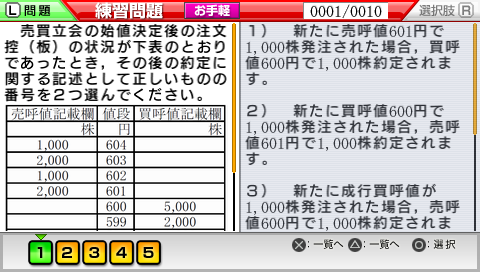 L 問題
練習問題
お手軽
0001/0010
選択肢 R
売買立会の始値決定後の注文
控（板）の状況が下表のとおり
であったとき，その後の約定に
関する記述として正しいものの
番号を２つ選んでください。
売呼値記載欄 値段 買呼値記載欄
株 円 株
1,000 604
2,000 603
1,000 602
2,000 601
600 5,000
599 2,000
１） 新たに売呼値601円で
1,000株発注された場合，買呼
値600円で1,000株約定されま
す。
２） 新たに買呼値600円で
1,000株発注された場合，売呼
値601円で1,000株約定されま
す。
３） 新たに成行買呼値が
1,000株発注された場合，売呼
値600円で1,000株約定されま
1 2 3 4 5
×：一覧へ △：一覧へ ○：選択